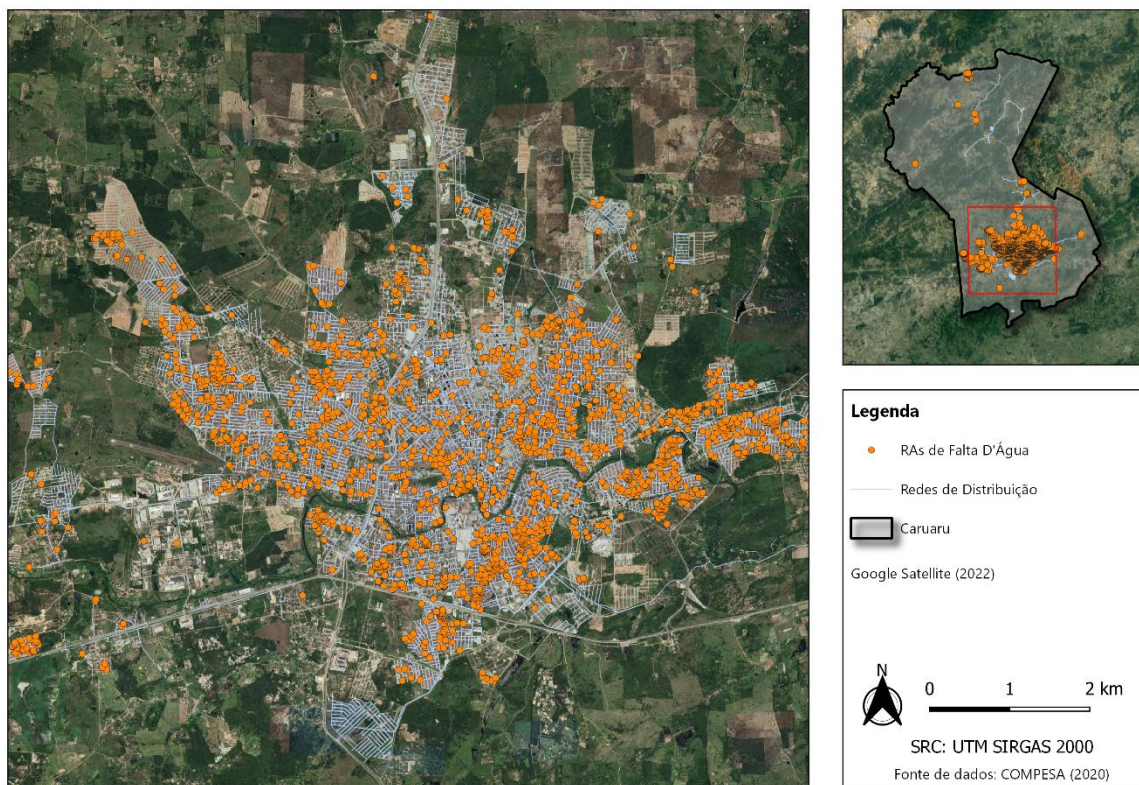 Legenda
RAs de Falta D'Água
Redes de Distribuição
Caruaru
Google Satellite (2022)
N
0 1 2 km
SRC: UTM SIRGAS 2000
Fonte de dados: COMPESA (2020)